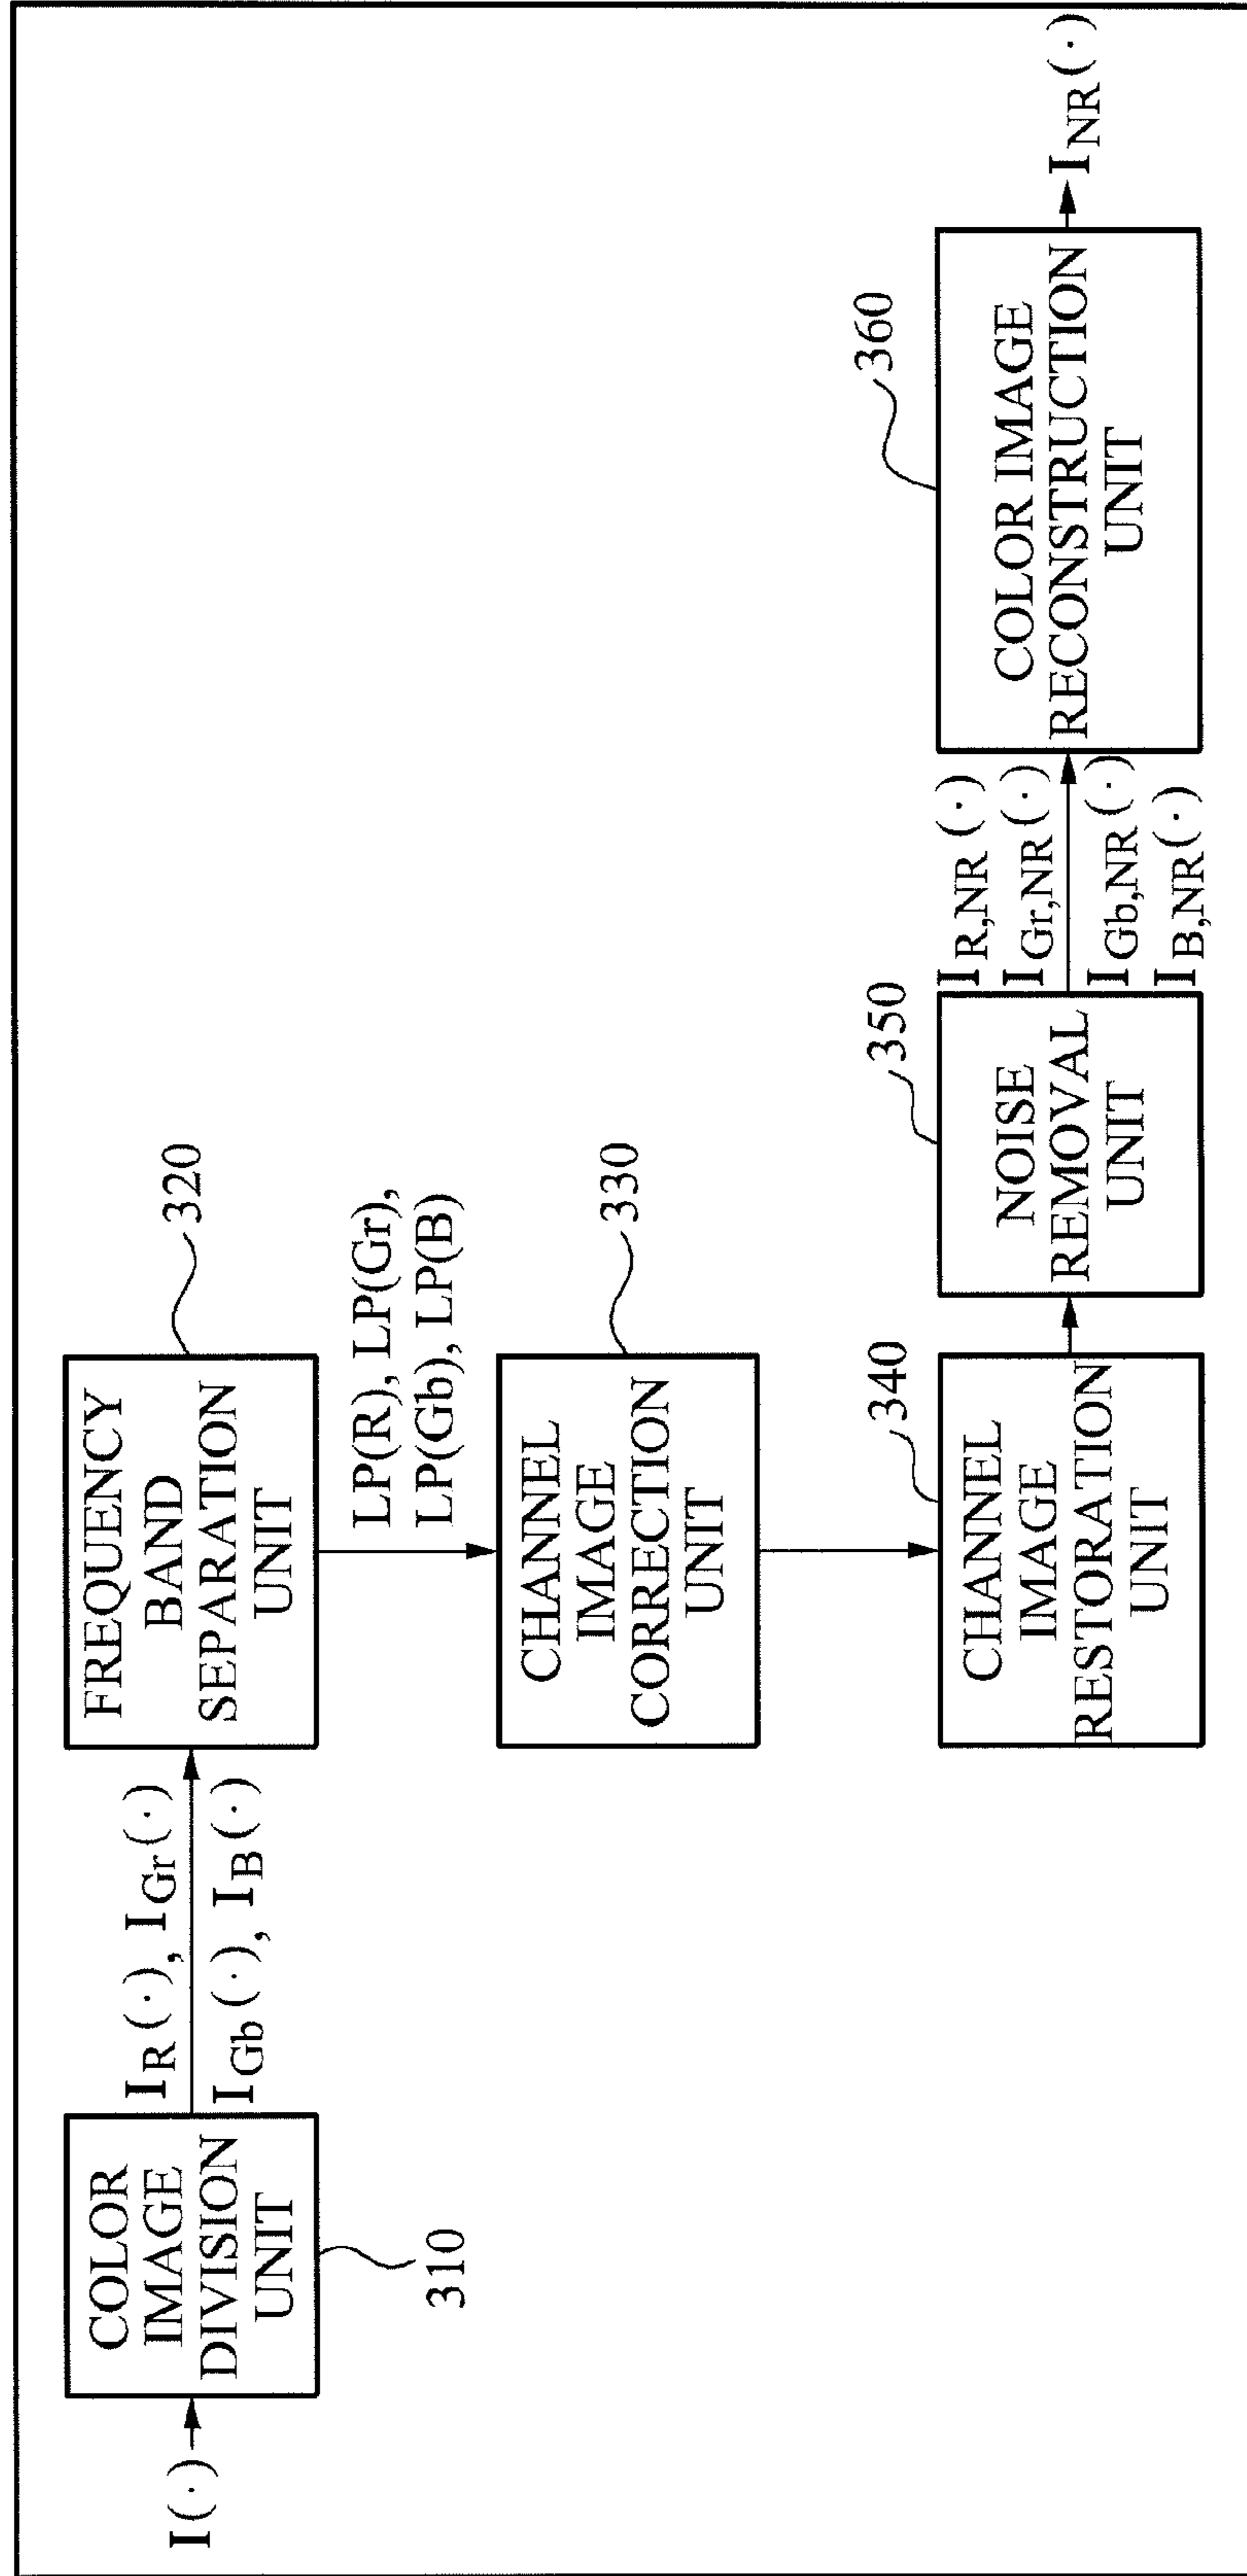 I(·)
COLOR
IMAGE
DIVISION
UNIT
310
I_R(·), I_Gr(·)
I_Gb(·), I_B(·)
FREQUENCY
BAND
SEPARATION
UNIT
320
LP(R), LP(Gr),
LP(Gb), LP(B)
CHANNEL
IMAGE
CORRECTION
UNIT
330
CHANNEL
IMAGE
RESTORATION
UNIT
340
NOISE
REMOVAL
UNIT
350
I_R,NR(·)
I_Gr,NR(·)
I_Gb,NR(·)
I_B,NR(·)
COLOR IMAGE
RECONSTRUCTION
UNIT
360
I_NR(·)